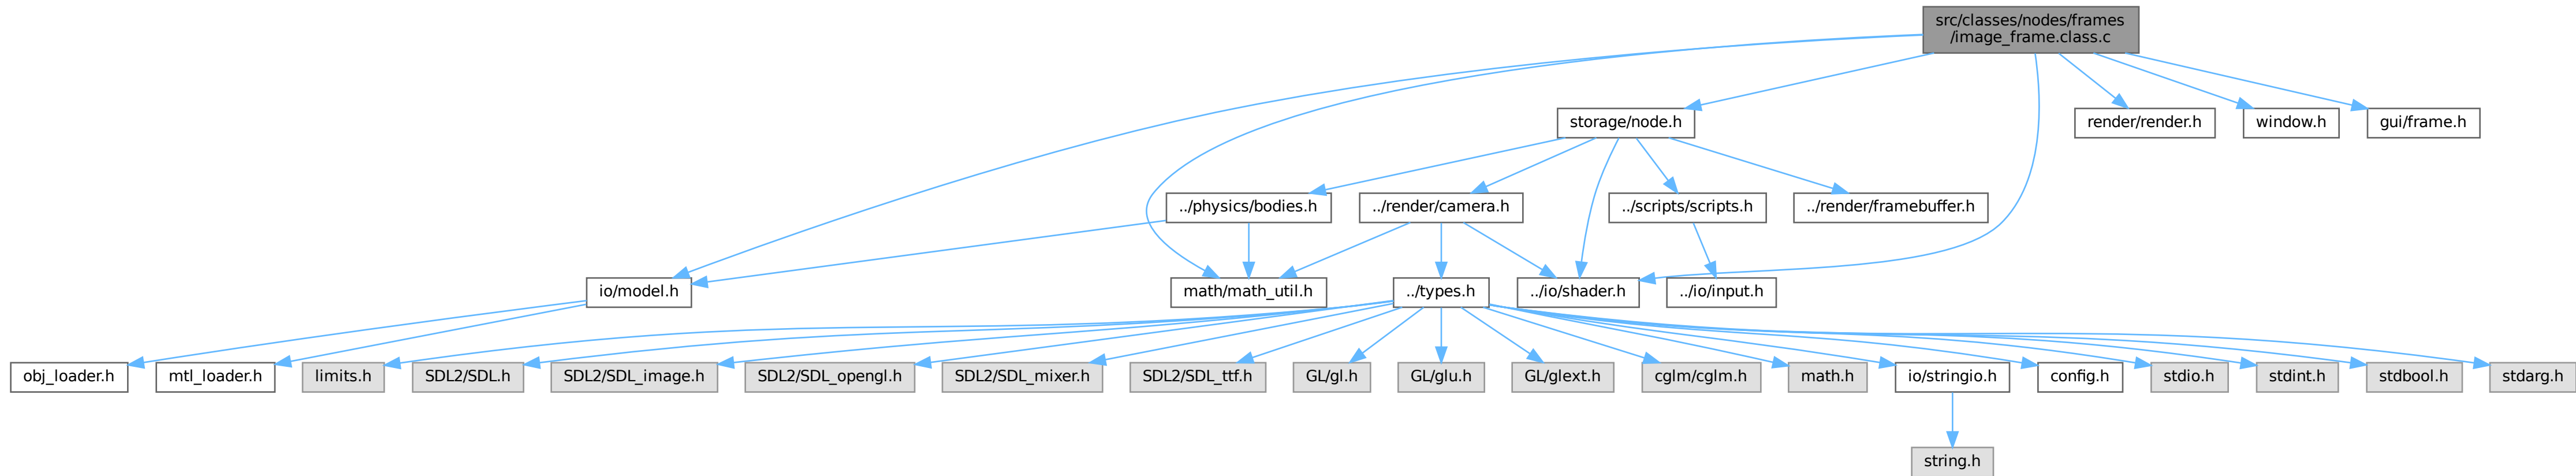 src/classes/nodes/frames
/image_frame.class.c
storage/node.h
render/render.h
window.h
gui/frame.h
../physics/bodies.h
../render/camera.h
../scripts/scripts.h
../render/framebuffer.h
io/model.h
math/math_util.h
../types.h
../io/shader.h
../io/input.h
obj_loader.h
mtl_loader.h
limits.h
SDL2/SDL.h
SDL2/SDL_image.h
SDL2/SDL_opengl.h
SDL2/SDL_mixer.h
SDL2/SDL_ttf.h
GL/gl.h
GL/glu.h
GL/glext.h
cglm/cglm.h
math.h
io/stringio.h
config.h
stdio.h
stdint.h
stdbool.h
stdarg.h
string.h